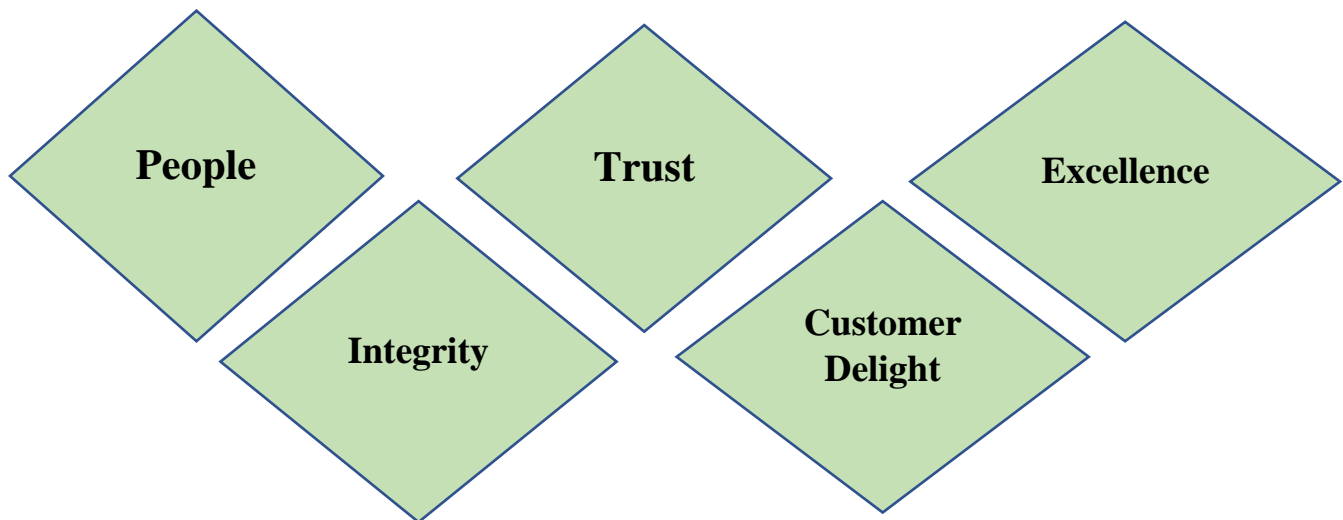 People
Trust
Excellence
Integrity
Customer
Delight